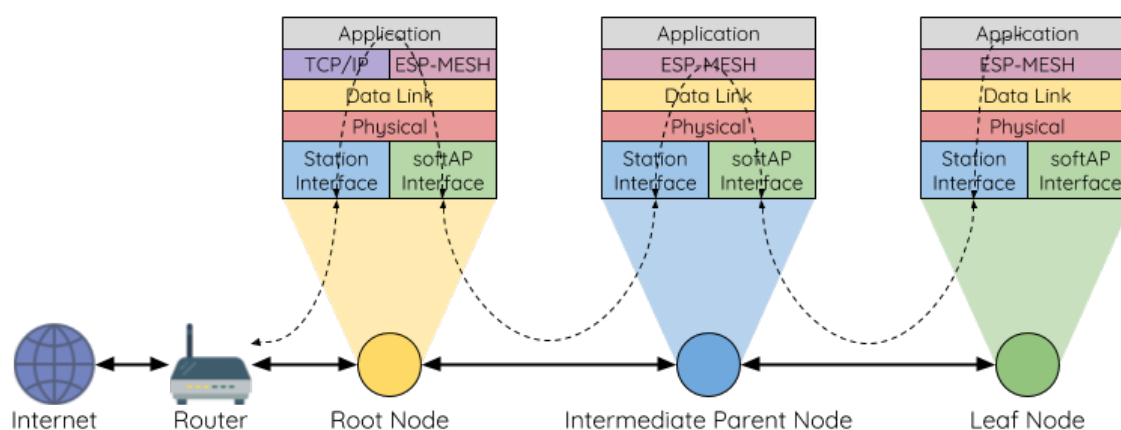 Application
TCP/IP
ESP-MESH
Data Link
Physical
Station
Interface
softAP
Interface
Application
ESP-MESH
Data Link
Physical
Station
Interface
softAP
Interface
Application
ESP-MESH
Data Link
Physical
Station
Interface
softAP
Interface
Internet
Router
Root Node
Intermediate Parent Node
Leaf Node